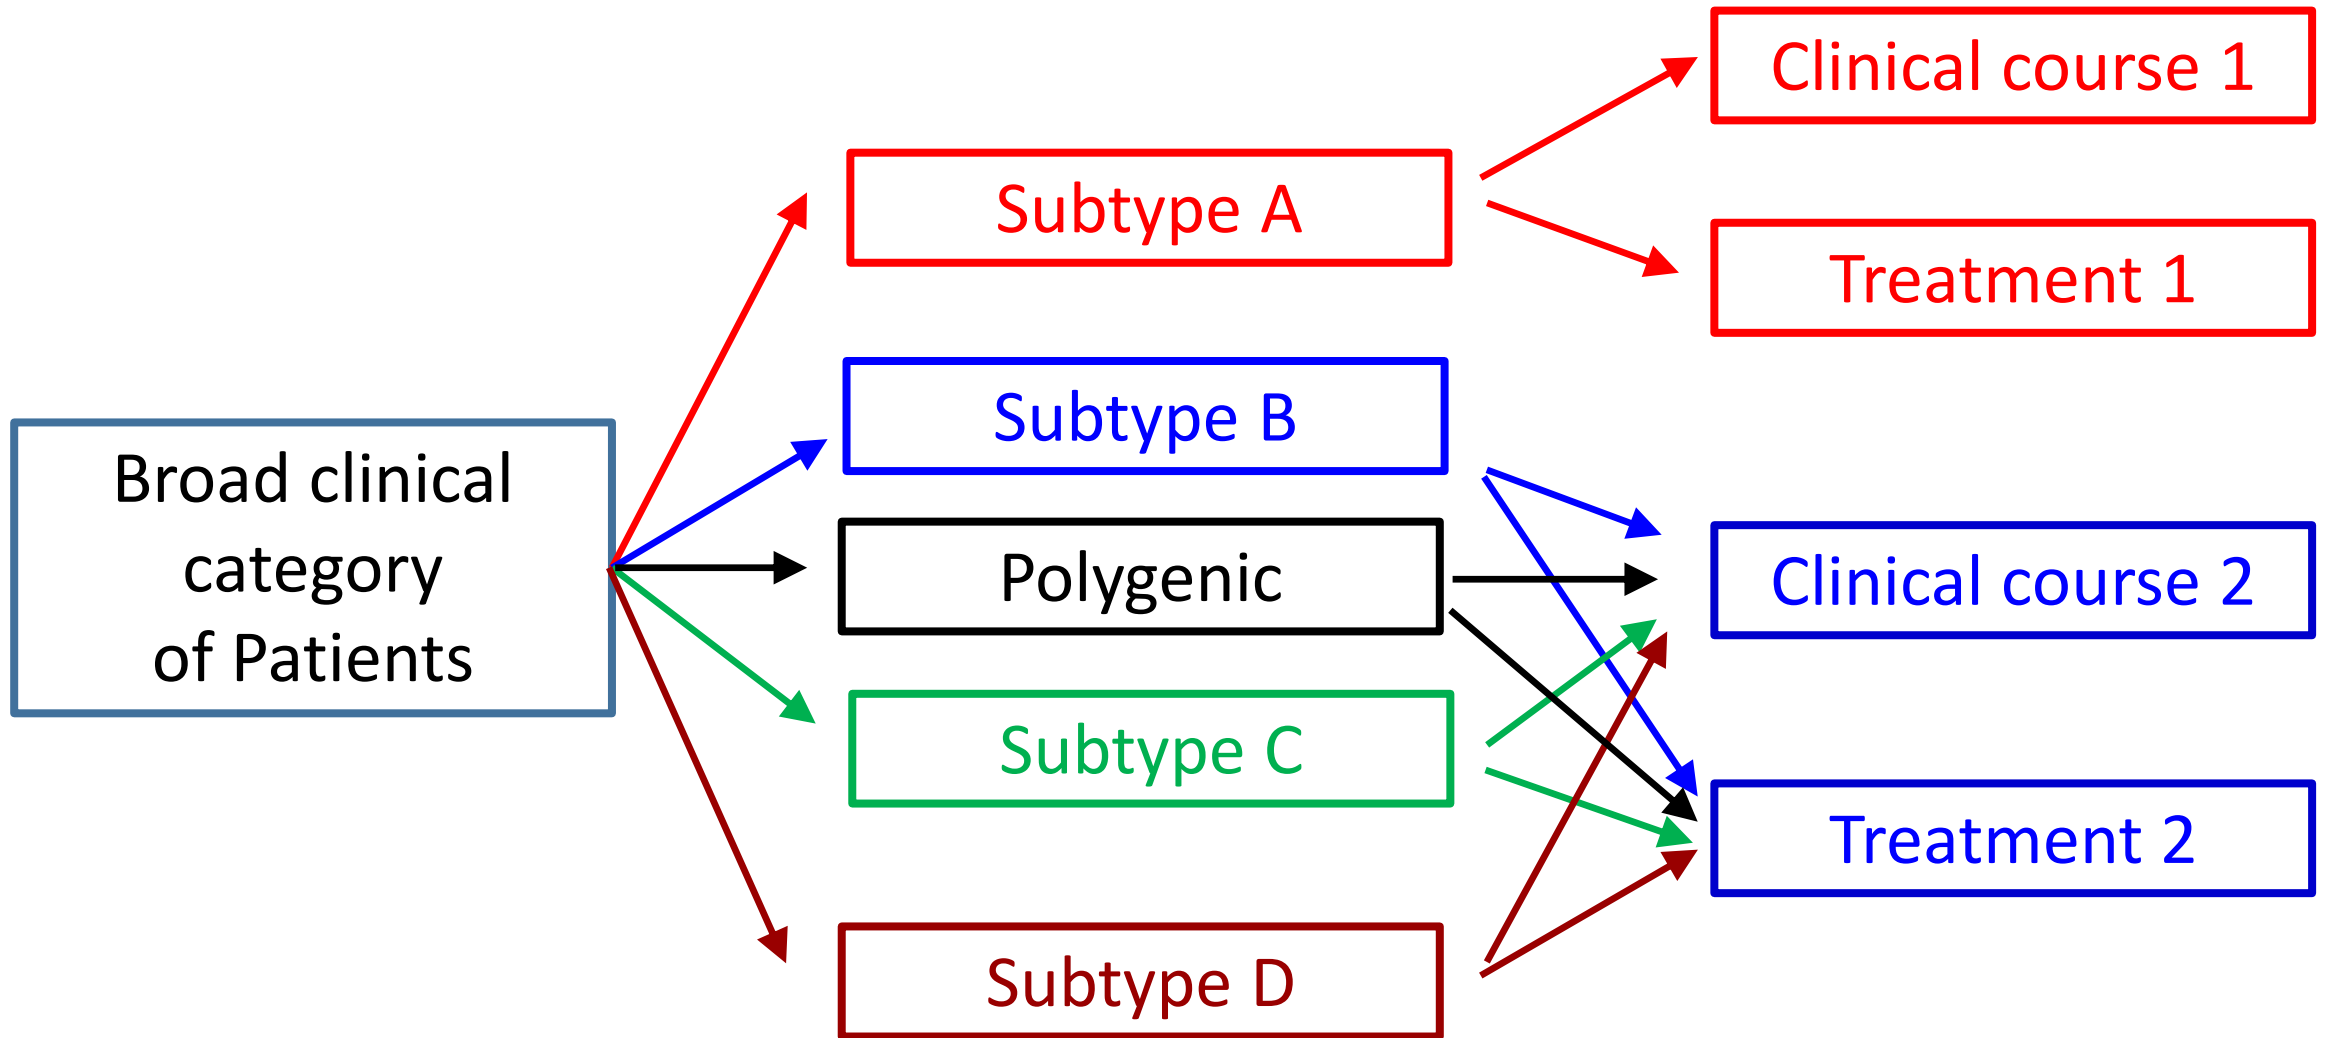 Broad clinical
category
of Patients
Subtype A
Subtype B
Polygenic
Subtype C
Subtype D
Clinical course 1
Treatment 1
Clinical course 2
Treatment 2